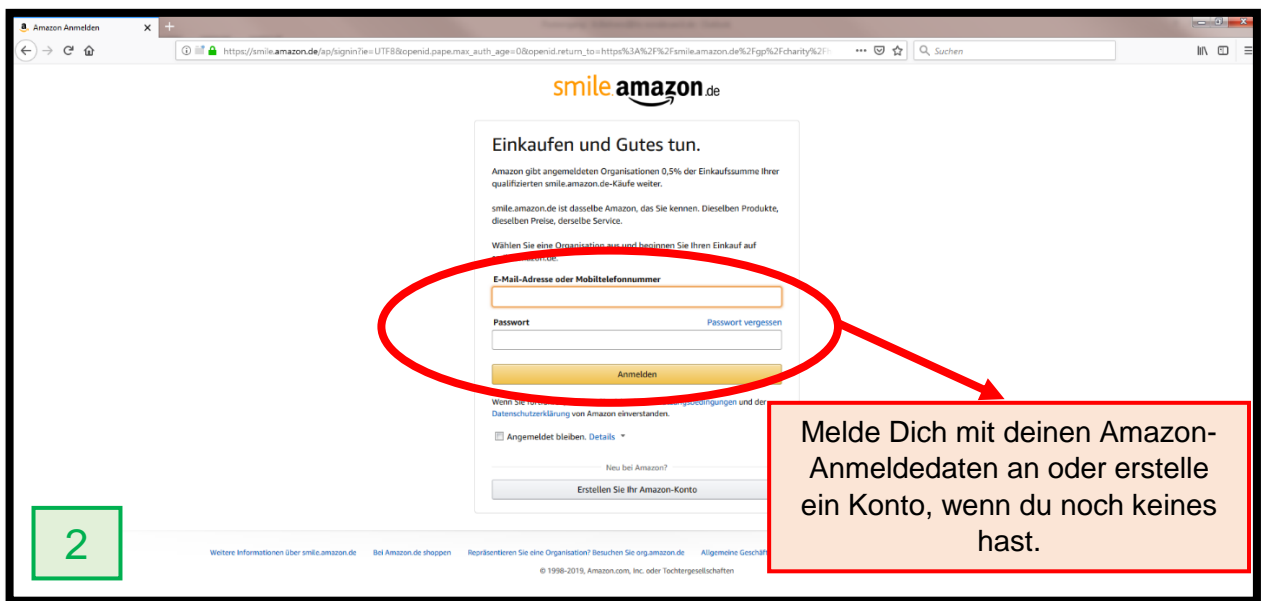 Amazon Anmelden
https://smile.amazon.de/ap/signin?ie=UTF8&openid.pape.max_auth_age=0&openid.return_to=https%3A%2F%2Fsmile.amazon.de%2Fgp%2Fcharity%2F
Suchen
smile.amazon.de
Einkaufen und Gutes tun.
Amazon gibt angemeldeten Organisationen 0,5% der Einkaufssumme Ihrer
qualifizierten smile.amazon.de-Käufe weiter.
smile.amazon.de ist dasselbe Amazon, das Sie kennen. Dieselben Produkte,
dieselben Preise, derselbe Service.
Wählen Sie eine Organisation aus und beginnen Sie Ihren Einkauf auf
E-Mail-Adresse oder Mobiltelefonnummer
Passwort Passwort vergessen
Anmelden
Wenn Sie und der
Datenschutzerklärung von Amazon einverstanden.
Angemeldet bleiben. Details
Neu bei Amazon?
Erstellen Sie Ihr Amazon-Konto
Melde Dich mit deinen Amazon-
Anmeldedaten an oder erstelle
ein Konto, wenn du noch keines
hast.
2
Weitere Informationen über smile.amazon.de Bei Amazon.de shoppen Repräsentieren Sie eine Organisation? Besuchen Sie org.amazon.de Allgemeine
© 1998-2019, Amazon.com, Inc. oder Tochtergesellschaften